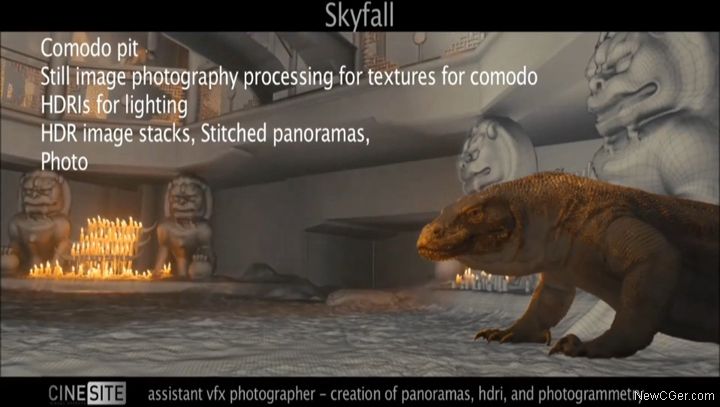 Skyfall
Comodo pit
Still image photography processing for textures for comodo
HDRIs for lighting
HDR image stacks, Stitched panoramas,
Photo
CINESITE assistant vfx photographer – creation of panoramas, hdri, and photogrammetry
NewCGer.com